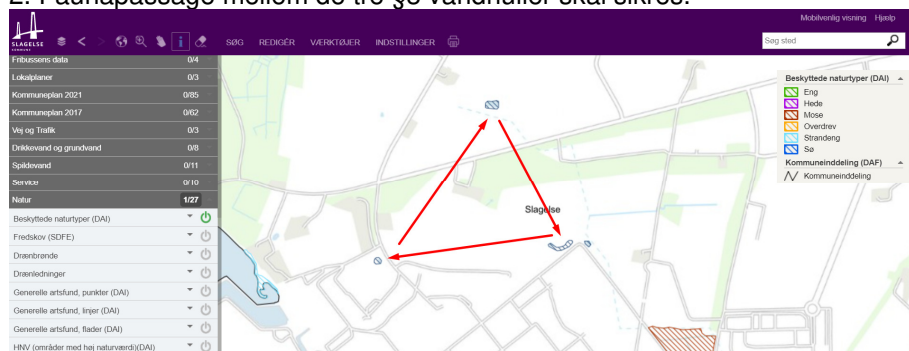 2. Faunapassage mellem de tre §3 vandhuller skal sikres.
Mobilvenlig visning Hjælp
SLAGELSE
KOMMUNE
SØG REDIGÉR VÆRKTØJER INDSTILLINGER
Søg sted
Fribussens data 0/4
Lokalplaner 0/3
Kommuneplan 2021 0/85
Kommuneplan 2017 0/62
Vej og Trafik 0/3
Drikkevand og grundvand 0/8
Spildevand 0/11
Service 0/10
Natur 1/27
Beskyttede naturtyper (DAI)
Fredskov (SDFE)
Drænbrønde
Drænledninger
Generelle artsfund, punkter (DAI)
Generelle artsfund, linjer (DAI)
Generelle artsfund, flader (DAI)
HNV (områder med høj naturværdi)(DAI)
Slagelse
Beskyttede naturtyper (DAI)
Eng
Hede
Mose
Overdrev
Strandeng
Sø
Kommuneinddeling (DAF)
Kommuneinddeling